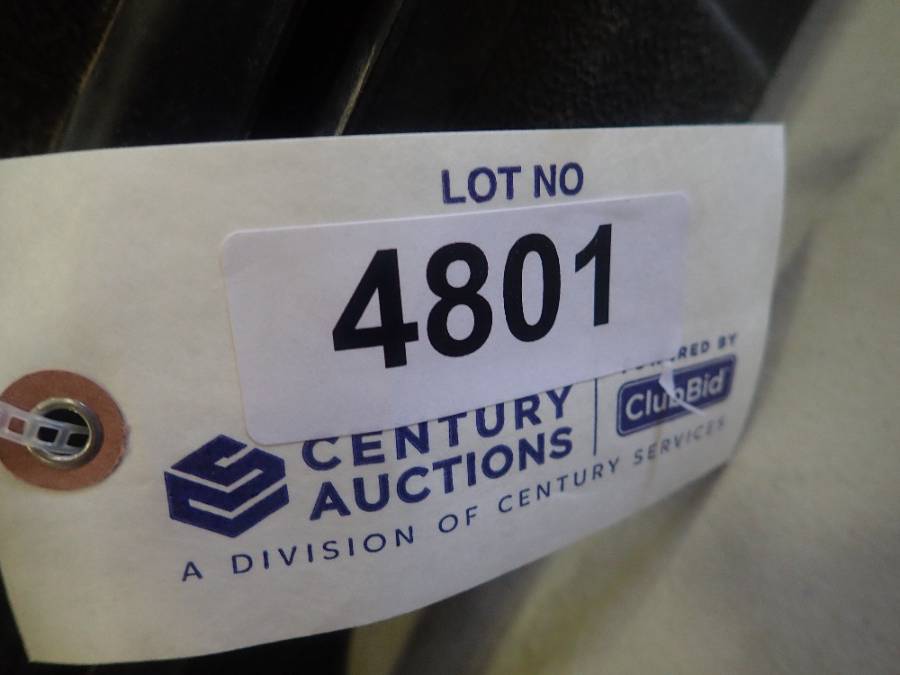 LOT NO
4801
CENTURY
AUCTIONS
POWERED BY
ClubBid
A DIVISION OF CENTURY SERVICES